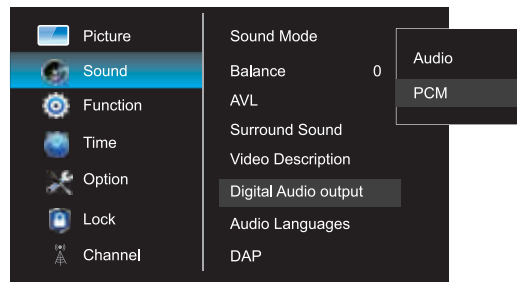 Picture
Sound
Function
Time
Option
Lock
Channel
Sound Mode
Balance 0
AVL
Surround Sound
Video Description
Digital Audio output
Audio Languages
DAP
Audio
PCM